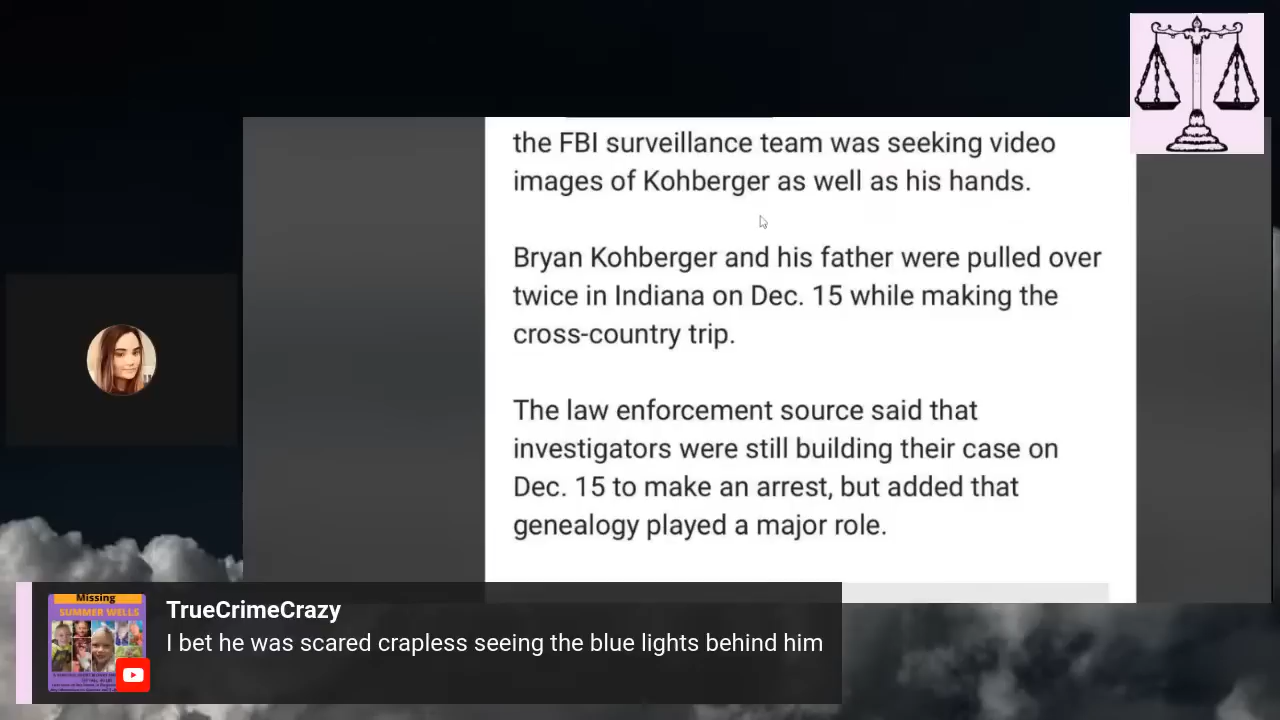 the FBI surveillance team was seeking video
images of Kohberger as well as his hands.
Bryan Kohberger and his father were pulled over
twice in Indiana on Dec. 15 while making the
cross-country trip.
The law enforcement source said that
investigators were still building their case on
Dec. 15 to make an arrest, but added that
genealogy played a major role.
Missing
SUMMER WELLS
TrueCrimeCrazy
I bet he was scared crapless seeing the blue lights behind him